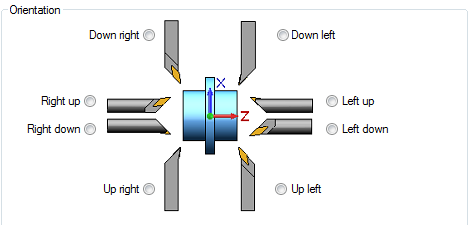 Orientation
Down right
Down left
X
Right up
Left up
Z
Right down
Left down
Up right
Up left